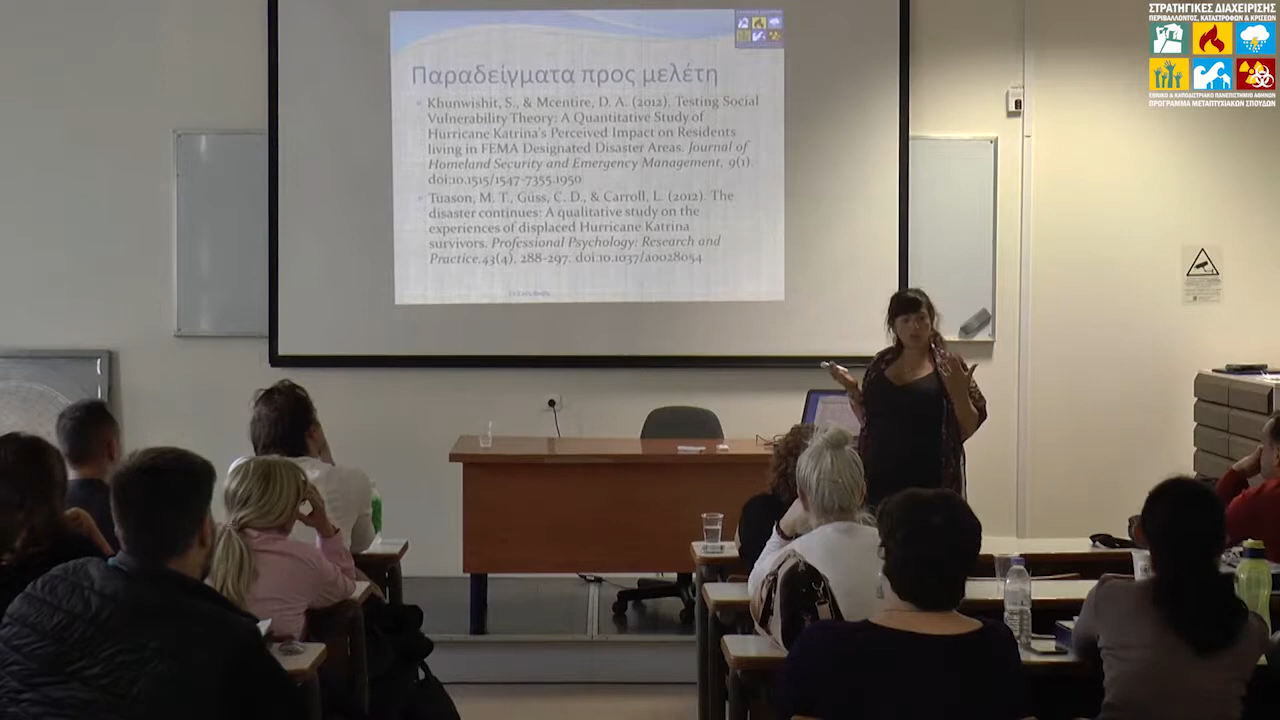 ΣΤΡΑΤΗΓΙΚΕΣ ΔΙΑΧΕΙΡΙΣΗΣ
ΠΕΡΙΒΑΛΛΟΝΤΟΣ, ΚΑΤΑΣΤΡΟΦΩΝ & ΚΡΙΣΕΩΝ
ΕΘΝΙΚΟ & ΚΑΠΟΔΙΣΤΡΙΑΚΟ ΠΑΝΕΠΙΣΤΗΜΙΟ ΑΘΗΝΩΝ
ΠΡΟΓΡΑΜΜΑ ΜΕΤΑΠΤΥΧΙΑΚΩΝ ΣΠΟΥΔΩΝ
Παραδείγματα προς μελέτη
Khunwishit, S., & Mcentire, D. A. (2012). Testing Social
Vulnerability Theory: A Quantitative Study of
Hurricane Katrina's Perceived Impact on Residents
living in FEMA Designated Disaster Areas. Journal of
Homeland Security and Emergency Management, 9(1).
doi:10.1515/1547-7355.1950
Tuason, M. T., Güss, C. D., & Carroll, L. (2012). The
disaster continues: A qualitative study on the
experiences of displaced Hurricane Katrina
survivors. Professional Psychology: Research and
Practice,43(4), 288-297. doi:10.1037/a0028054